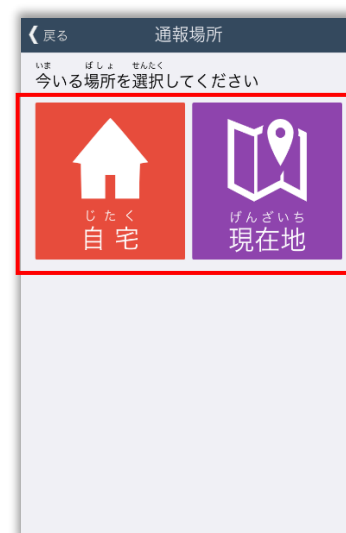 戻る 通報場所
いま ばしょ せんたく
今いる場所を選択してください
じたく げんざいち
自宅 現在地